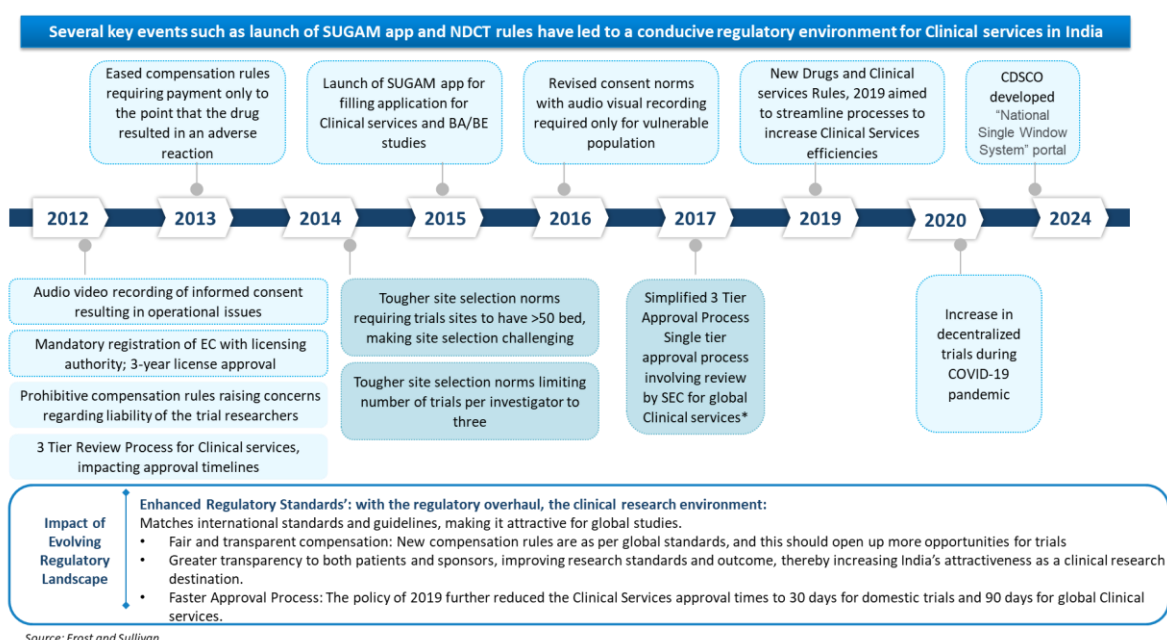 Several key events such as launch of SUGAM app and NDCT rules have led to a conducive regulatory environment for Clinical services in India
Eased compensation rules
requiring payment only to
the point that the drug
resulted in an adverse
reaction
Launch of SUGAM app for
filling application for
Clinical services and BA/BE
studies
Revised consent norms
with audio visual recording
required only for vulnerable
population
New Drugs and Clinical
services Rules, 2019 aimed
to streamline processes to
increase Clinical Services
efficiencies
CDSCO
developed
“National
Single Window
System” portal
2012
2013
2014
2015
2016
2017
2019
2020
2024
Audio video recording of informed consent
resulting in operational issues
Mandatory registration of EC with licensing
authority; 3-year license approval
Prohibitive compensation rules raising concerns
regarding liability of the trial researchers
3 Tier Review Process for Clinical services,
impacting approval timelines
Tougher site selection norms
requiring trials sites to have >50 bed,
making site selection challenging
Tougher site selection norms limiting
number of trials per investigator to
three
Simplified 3 Tier
Approval Process
Single tier
approval process
involving review
by SEC for global
Clinical services*
Increase in
decentralized
trials during
COVID-19
pandemic
Impact of
Evolving
Regulatory
Landscape
Enhanced Regulatory Standards’: with the regulatory overhaul, the clinical research environment:
Matches international standards and guidelines, making it attractive for global studies.
• Fair and transparent compensation: New compensation rules are as per global standards, and this should open up more opportunities for trials
• Greater transparency to both patients and sponsors, improving research standards and outcome, thereby increasing India’s attractiveness as a clinical research
destination.
• Faster Approval Process: The policy of 2019 further reduced the Clinical Services approval times to 30 days for domestic trials and 90 days for global Clinical
services.
Source: Frost and Sullivan